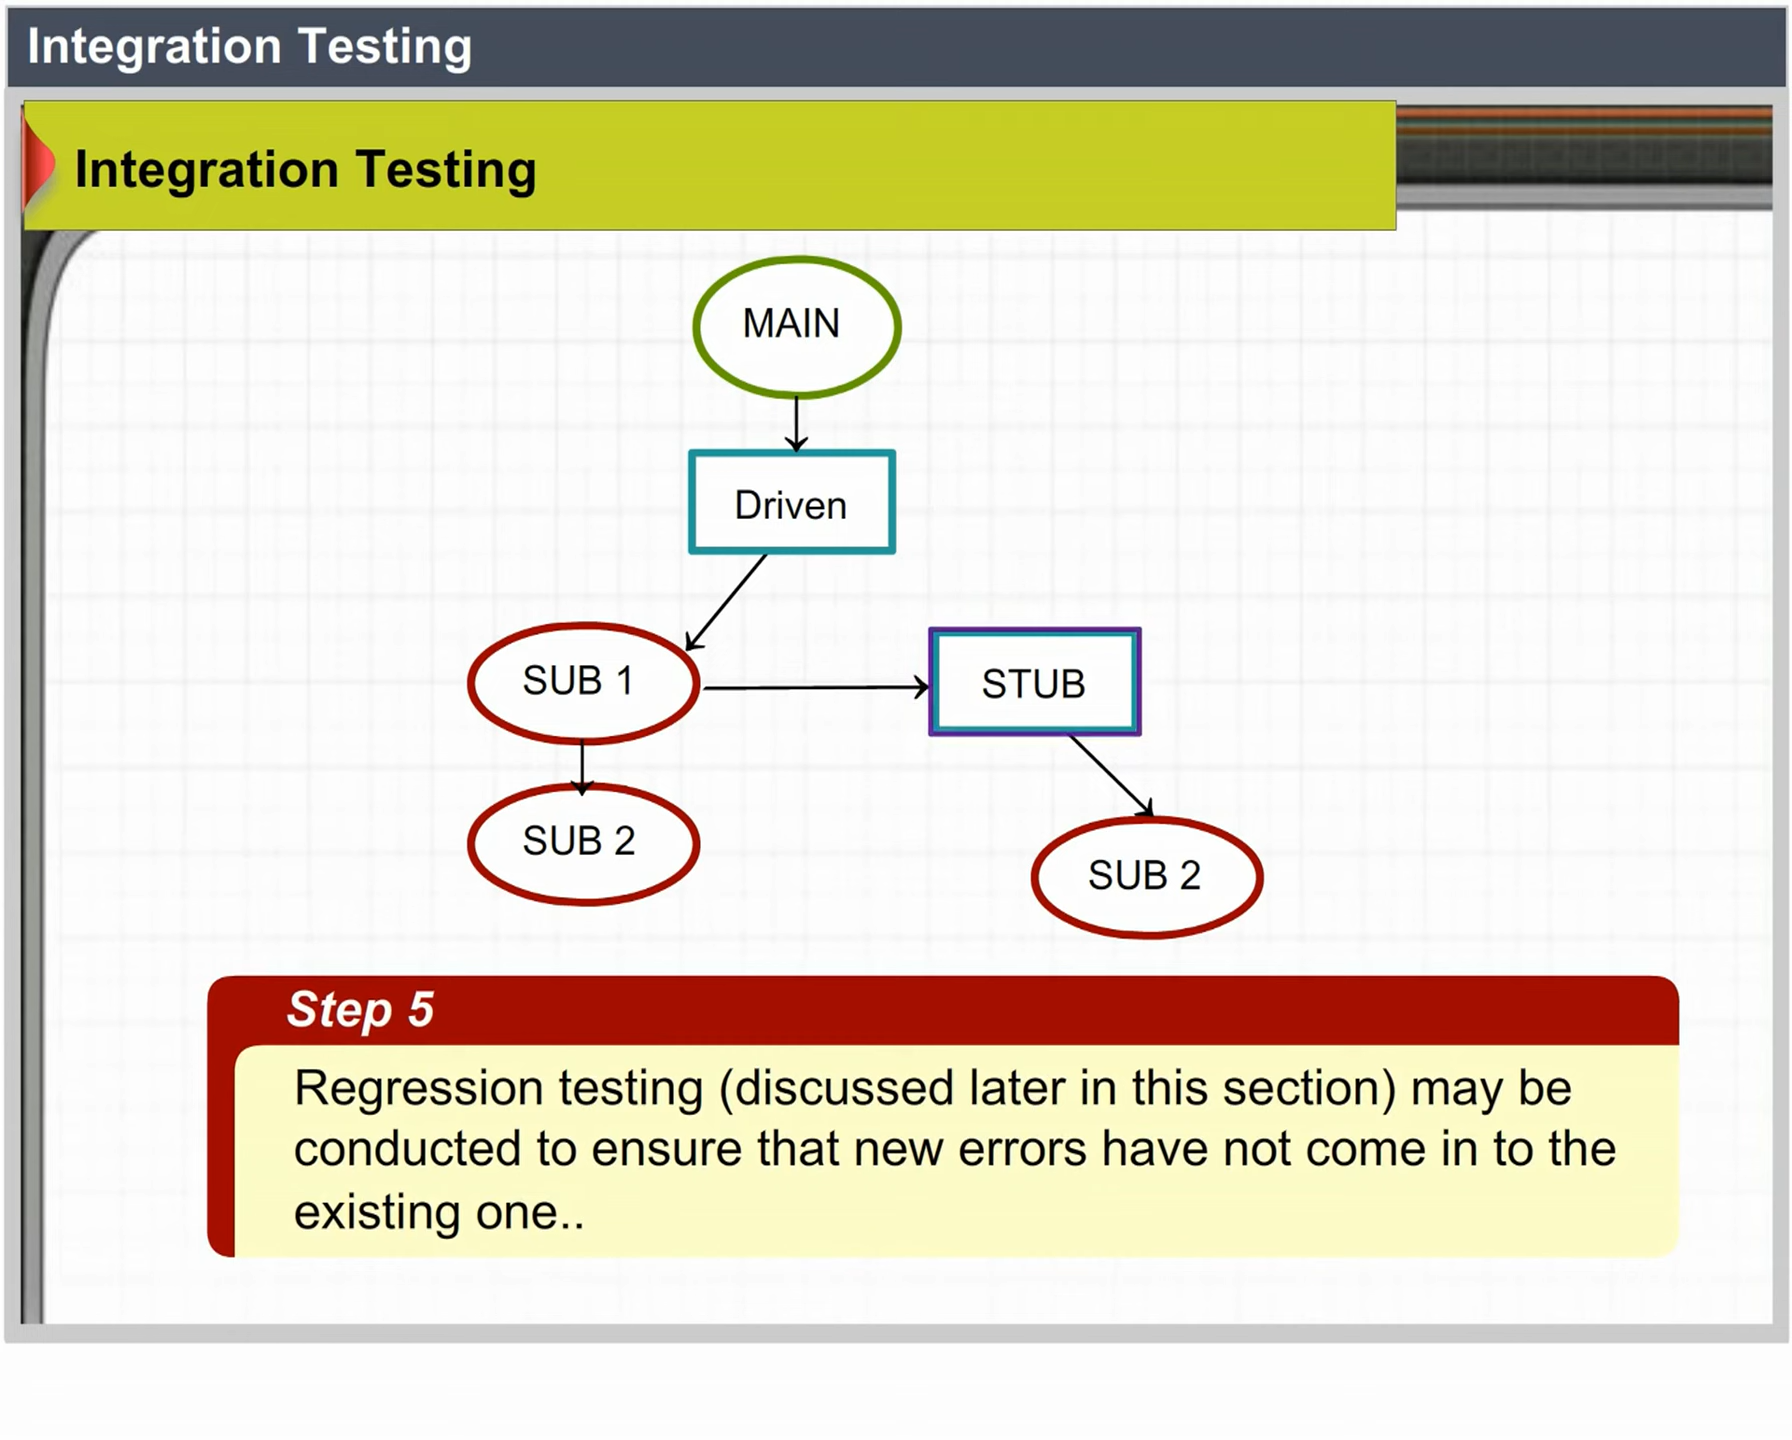 Integration Testing
Integration Testing
MAIN
Driven
SUB 1
STUB
SUB 2
SUB 2
Step 5
Regression testing (discussed later in this section) may be
conducted to ensure that new errors have not come in to the
existing one..